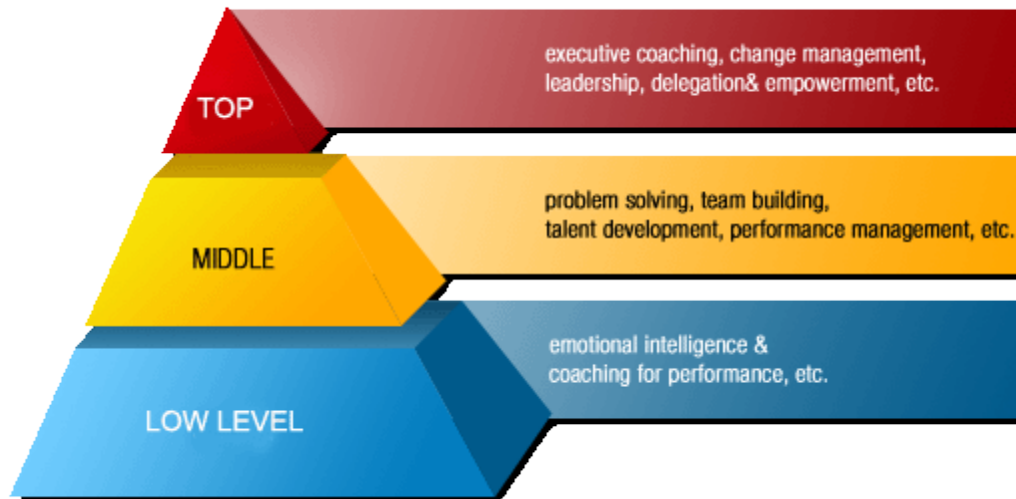 TOP
executive coaching, change management,
leadership, delegation& empowerment, etc.
MIDDLE
problem solving, team building,
talent development, performance management, etc.
LOW LEVEL
emotional intelligence &
coaching for performance, etc.